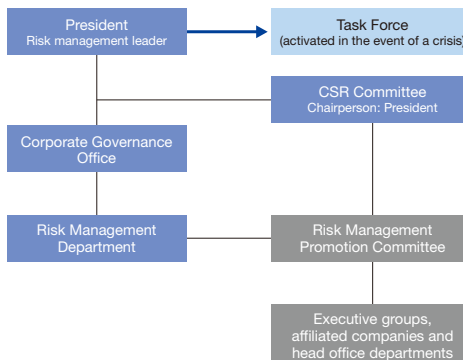 President
Risk management leader
Task Force
(activated in the event of a crisis)
CSR Committee
Chairperson: President
Corporate Governance
Office
Risk Management
Department
Risk Management
Promotion Committee
Executive groups,
affiliated companies and
head office departments